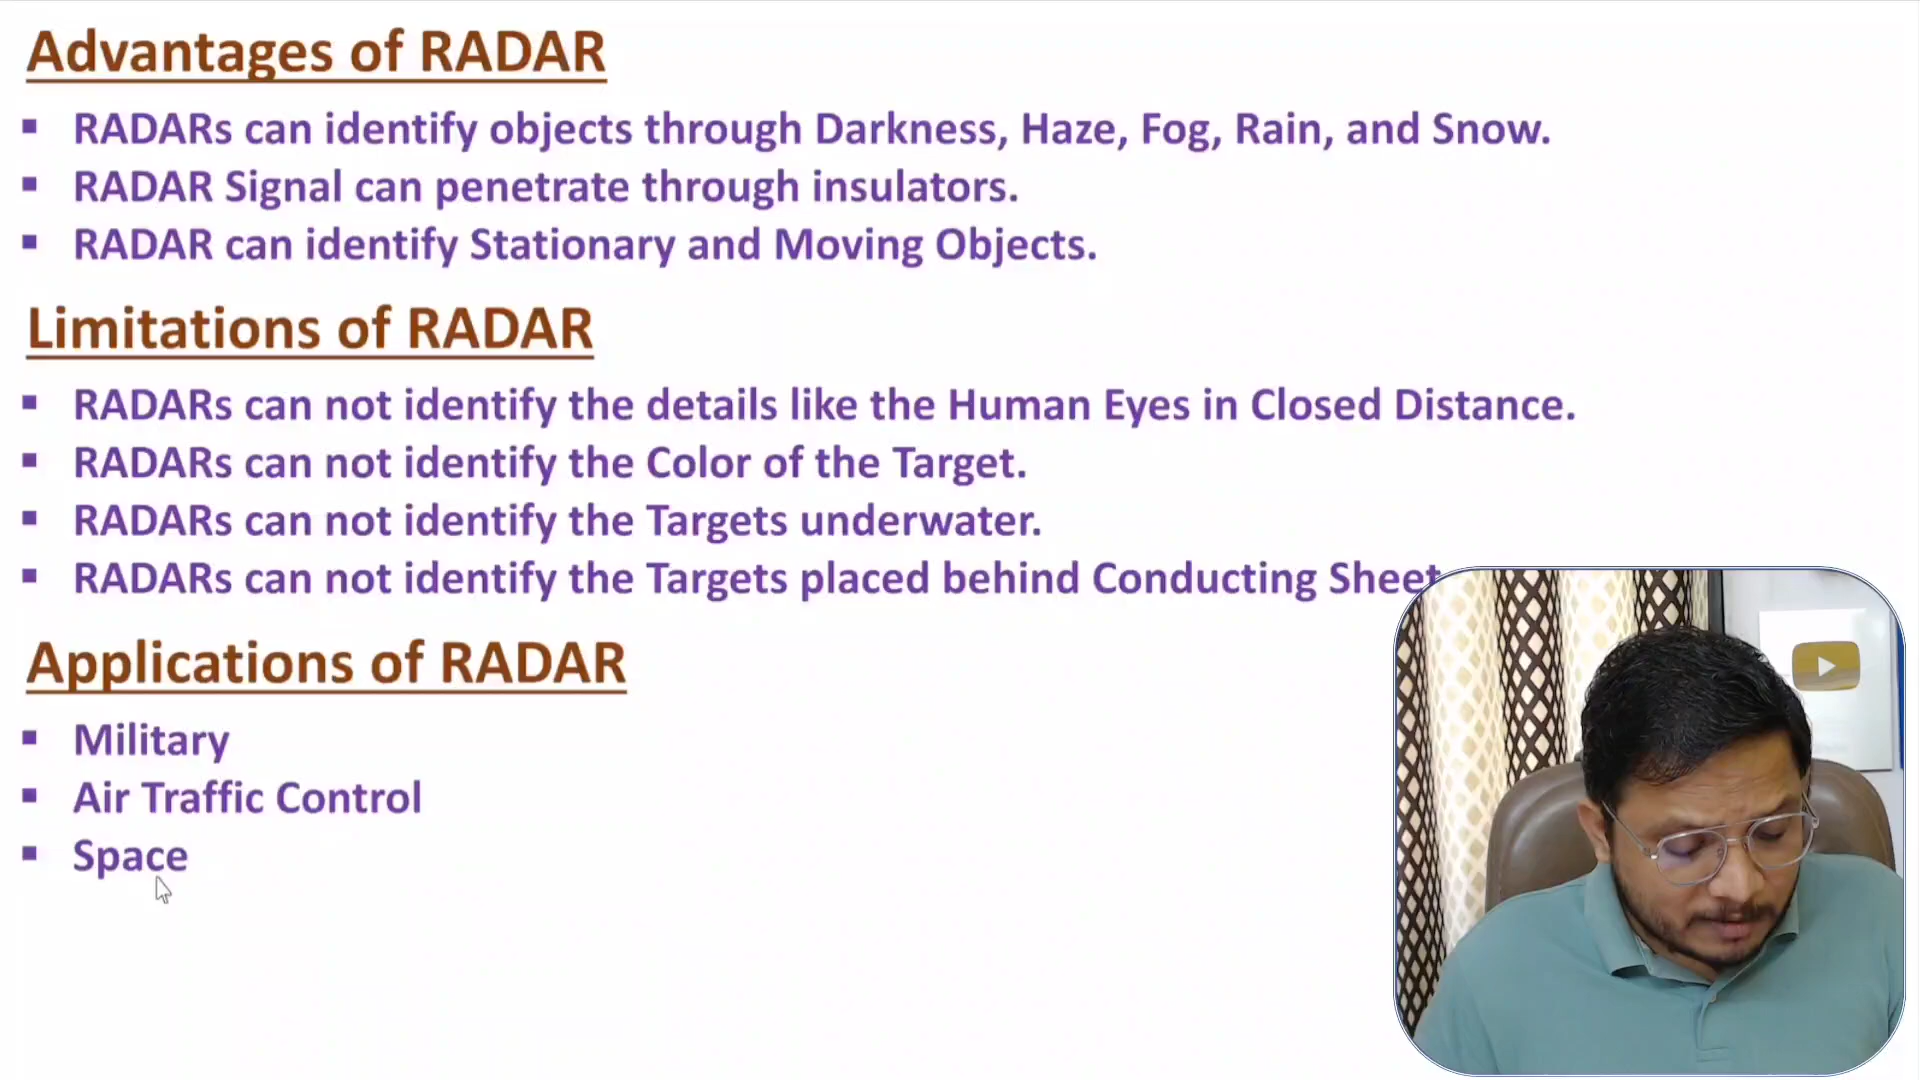 Advantages of RADAR
▪ RADARs can identify objects through Darkness, Haze, Fog, Rain, and Snow.
▪ RADAR Signal can penetrate through insulators.
▪ RADAR can identify Stationary and Moving Objects.
Limitations of RADAR
▪ RADARs can not identify the details like the Human Eyes in Closed Distance.
▪ RADARs can not identify the Color of the Target.
▪ RADARs can not identify the Targets underwater.
▪ RADARs can not identify the Targets placed behind Conducting Sheet
Applications of RADAR
▪ Military
▪ Air Traffic Control
▪ Space